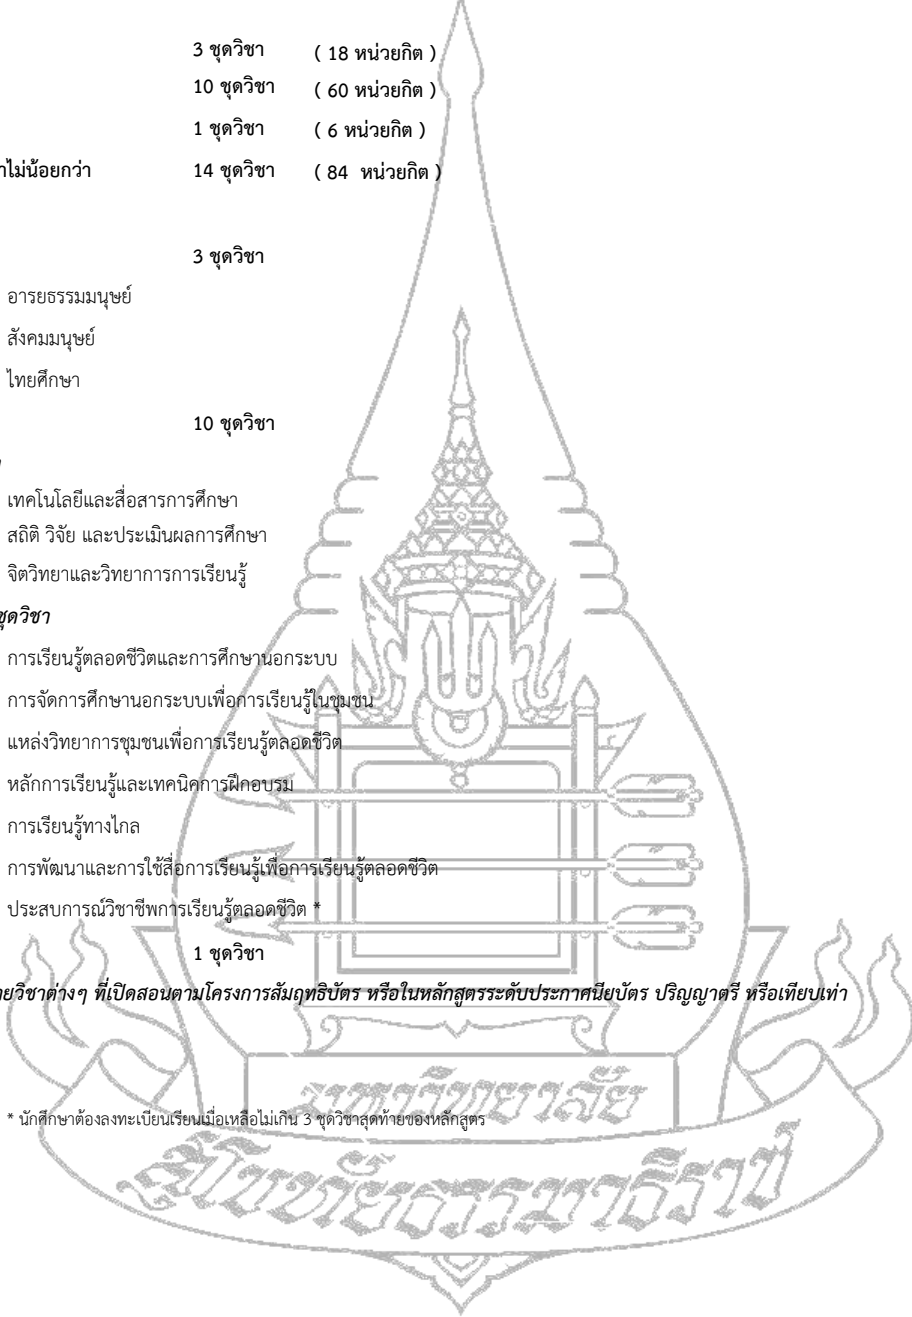 3 ชุดวิชา ( 18 หน่วยกิต )
10 ชุดวิชา ( 60 หน่วยกิต )
1 ชุดวิชา ( 6 หน่วยกิต )
าไม่น้อยกว่า 14 ชุดวิชา ( 84 หน่วยกิต )
3 ชุดวิชา
อารยธรรมมนุษย์
สังคมมนุษย์
ไทยศึกษา
10 ชุดวิชา
เทคโนโลยีและสื่อสารการศึกษา
สถิติ วิจัย และประเมินผลการศึกษา
จิตวิทยาและวิทยาการการเรียนรู้
ชุดวิชา
การเรียนรู้ตลอดชีวิตและการศึกษานอกระบบ
การจัดการศึกษานอกระบบเพื่อการเรียนรู้ในชุมชน
แหล่งวิทยาการชุมชนเพื่อการเรียนรู้ตลอดชีวิต
หลักการเรียนรู้และเทคนิคการฝึกอบรม
การเรียนรู้ทางไกล
การพัฒนาและการใช้สื่อการเรียนรู้เพื่อการเรียนรู้ตลอดชีวิต
ประสบการณ์วิชาชีพการเรียนรู้ตลอดชีวิต *
1 ชุดวิชา
ายวิชาต่างๆ ที่เปิดสอนตามโครงการสัมฤทธิบัตร หรือในหลักสูตรระดับประกาศนียบัตร ปริญญาตรี หรือเทียบเท่า
มหาวิทยาลัย
* นักศึกษาต้องลงทะเบียนเรียนเมื่อเหลือไม่เกิน 3 ชุดวิชาสุดท้ายของหลักสูตร
สุโขทัยธรรมาธิราช